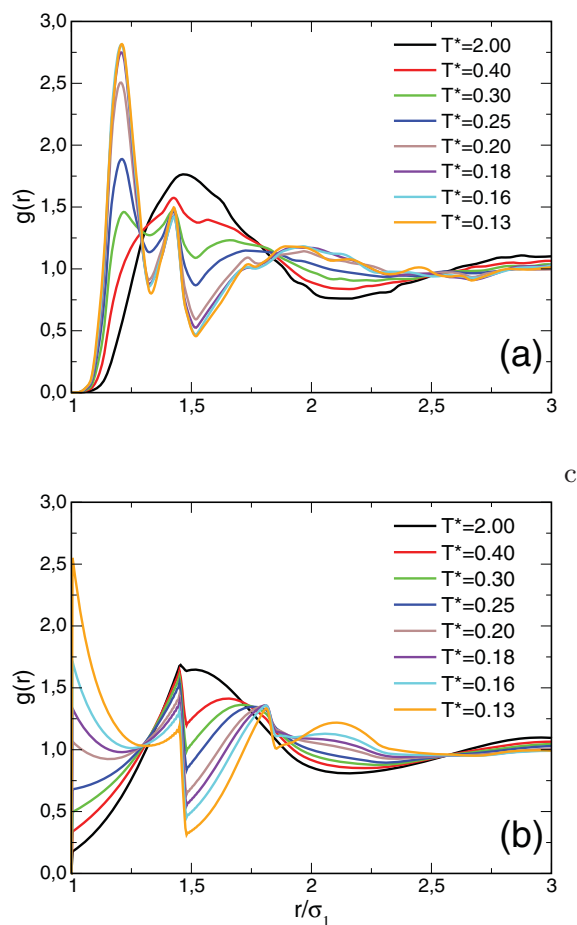 3,0
2,5
2,0
1,5
1,0
0,5
0,0
g(r)
T*=2.00
T*=0.40
T*=0.30
T*=0.25
T*=0.20
T*=0.18
T*=0.16
T*=0.13
(a)
1 1,5 2 2,5 3
c
3,0
2,5
2,0
1,5
1,0
0,5
0,0
g(r)
T*=2.00
T*=0.40
T*=0.30
T*=0.25
T*=0.20
T*=0.18
T*=0.16
T*=0.13
(b)
1 1,5 2 2,5 3
r/σ₁